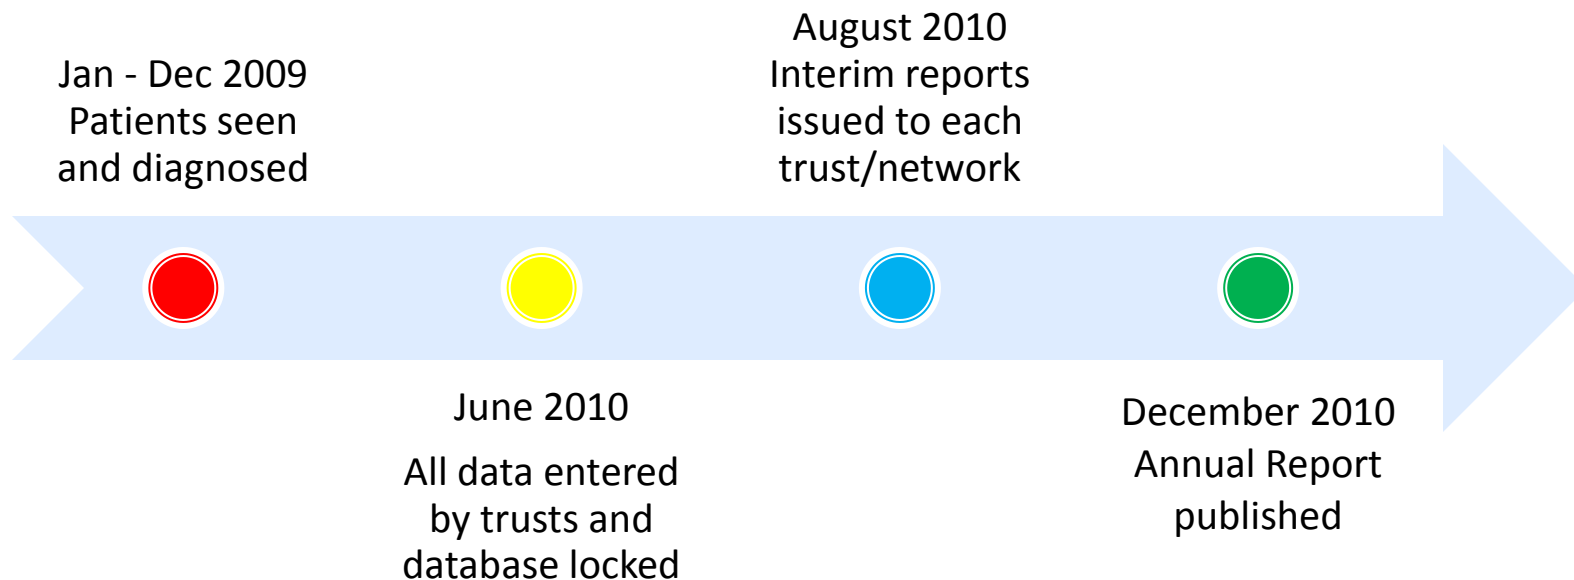 Jan - Dec 2009
Patients seen
and diagnosed
June 2010
All data entered
by trusts and
database locked
August 2010
Interim reports
issued to each
trust/network
December 2010
Annual Report
published